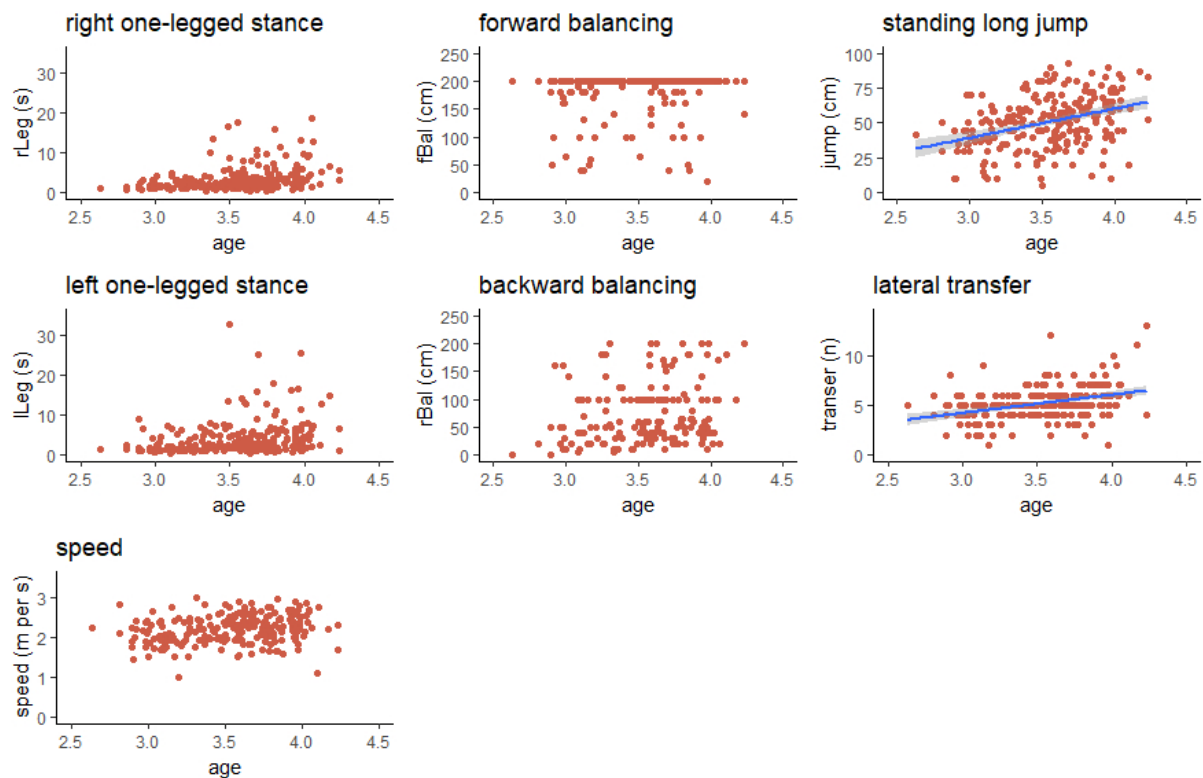 right one-legged stance
rLeg (s)
30
20
10
0
2.5 3.0 3.5 4.0 4.5
age
forward balancing
fBal (cm)
250
200
150
100
50
0
2.5 3.0 3.5 4.0 4.5
age
standing long jump
jump (cm)
100
75
50
25
0
2.5 3.0 3.5 4.0 4.5
age
left one-legged stance
lLeg (s)
30
20
10
0
2.5 3.0 3.5 4.0 4.5
age
backward balancing
rBal (cm)
250
200
150
100
50
0
2.5 3.0 3.5 4.0 4.5
age
lateral transfer
transer (n)
10
5
0
2.5 3.0 3.5 4.0 4.5
age
speed
speed (m per s)
3
2
1
0
2.5 3.0 3.5 4.0 4.5
age